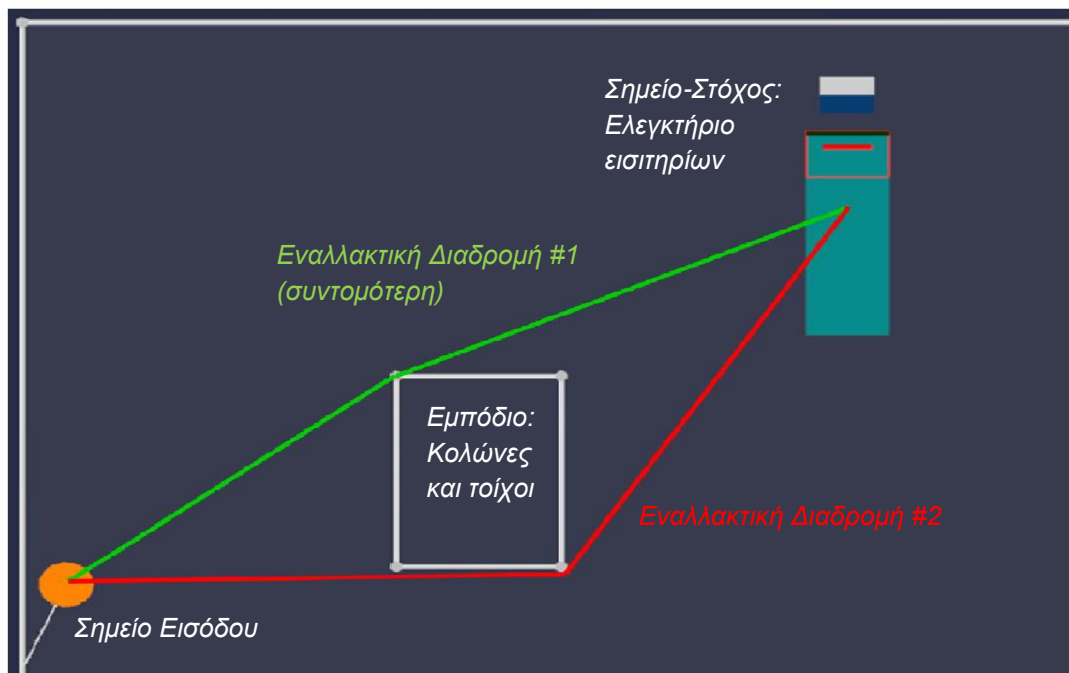 Σημείο-Στόχος:
Ελεγκτήριο
εισιτηρίων
Εναλλακτική Διαδρομή #1
(συντομότερη)
Εμπόδιο:
Κολώνες
και τοίχοι
Εναλλακτική Διαδρομή #2
Σημείο Εισόδου